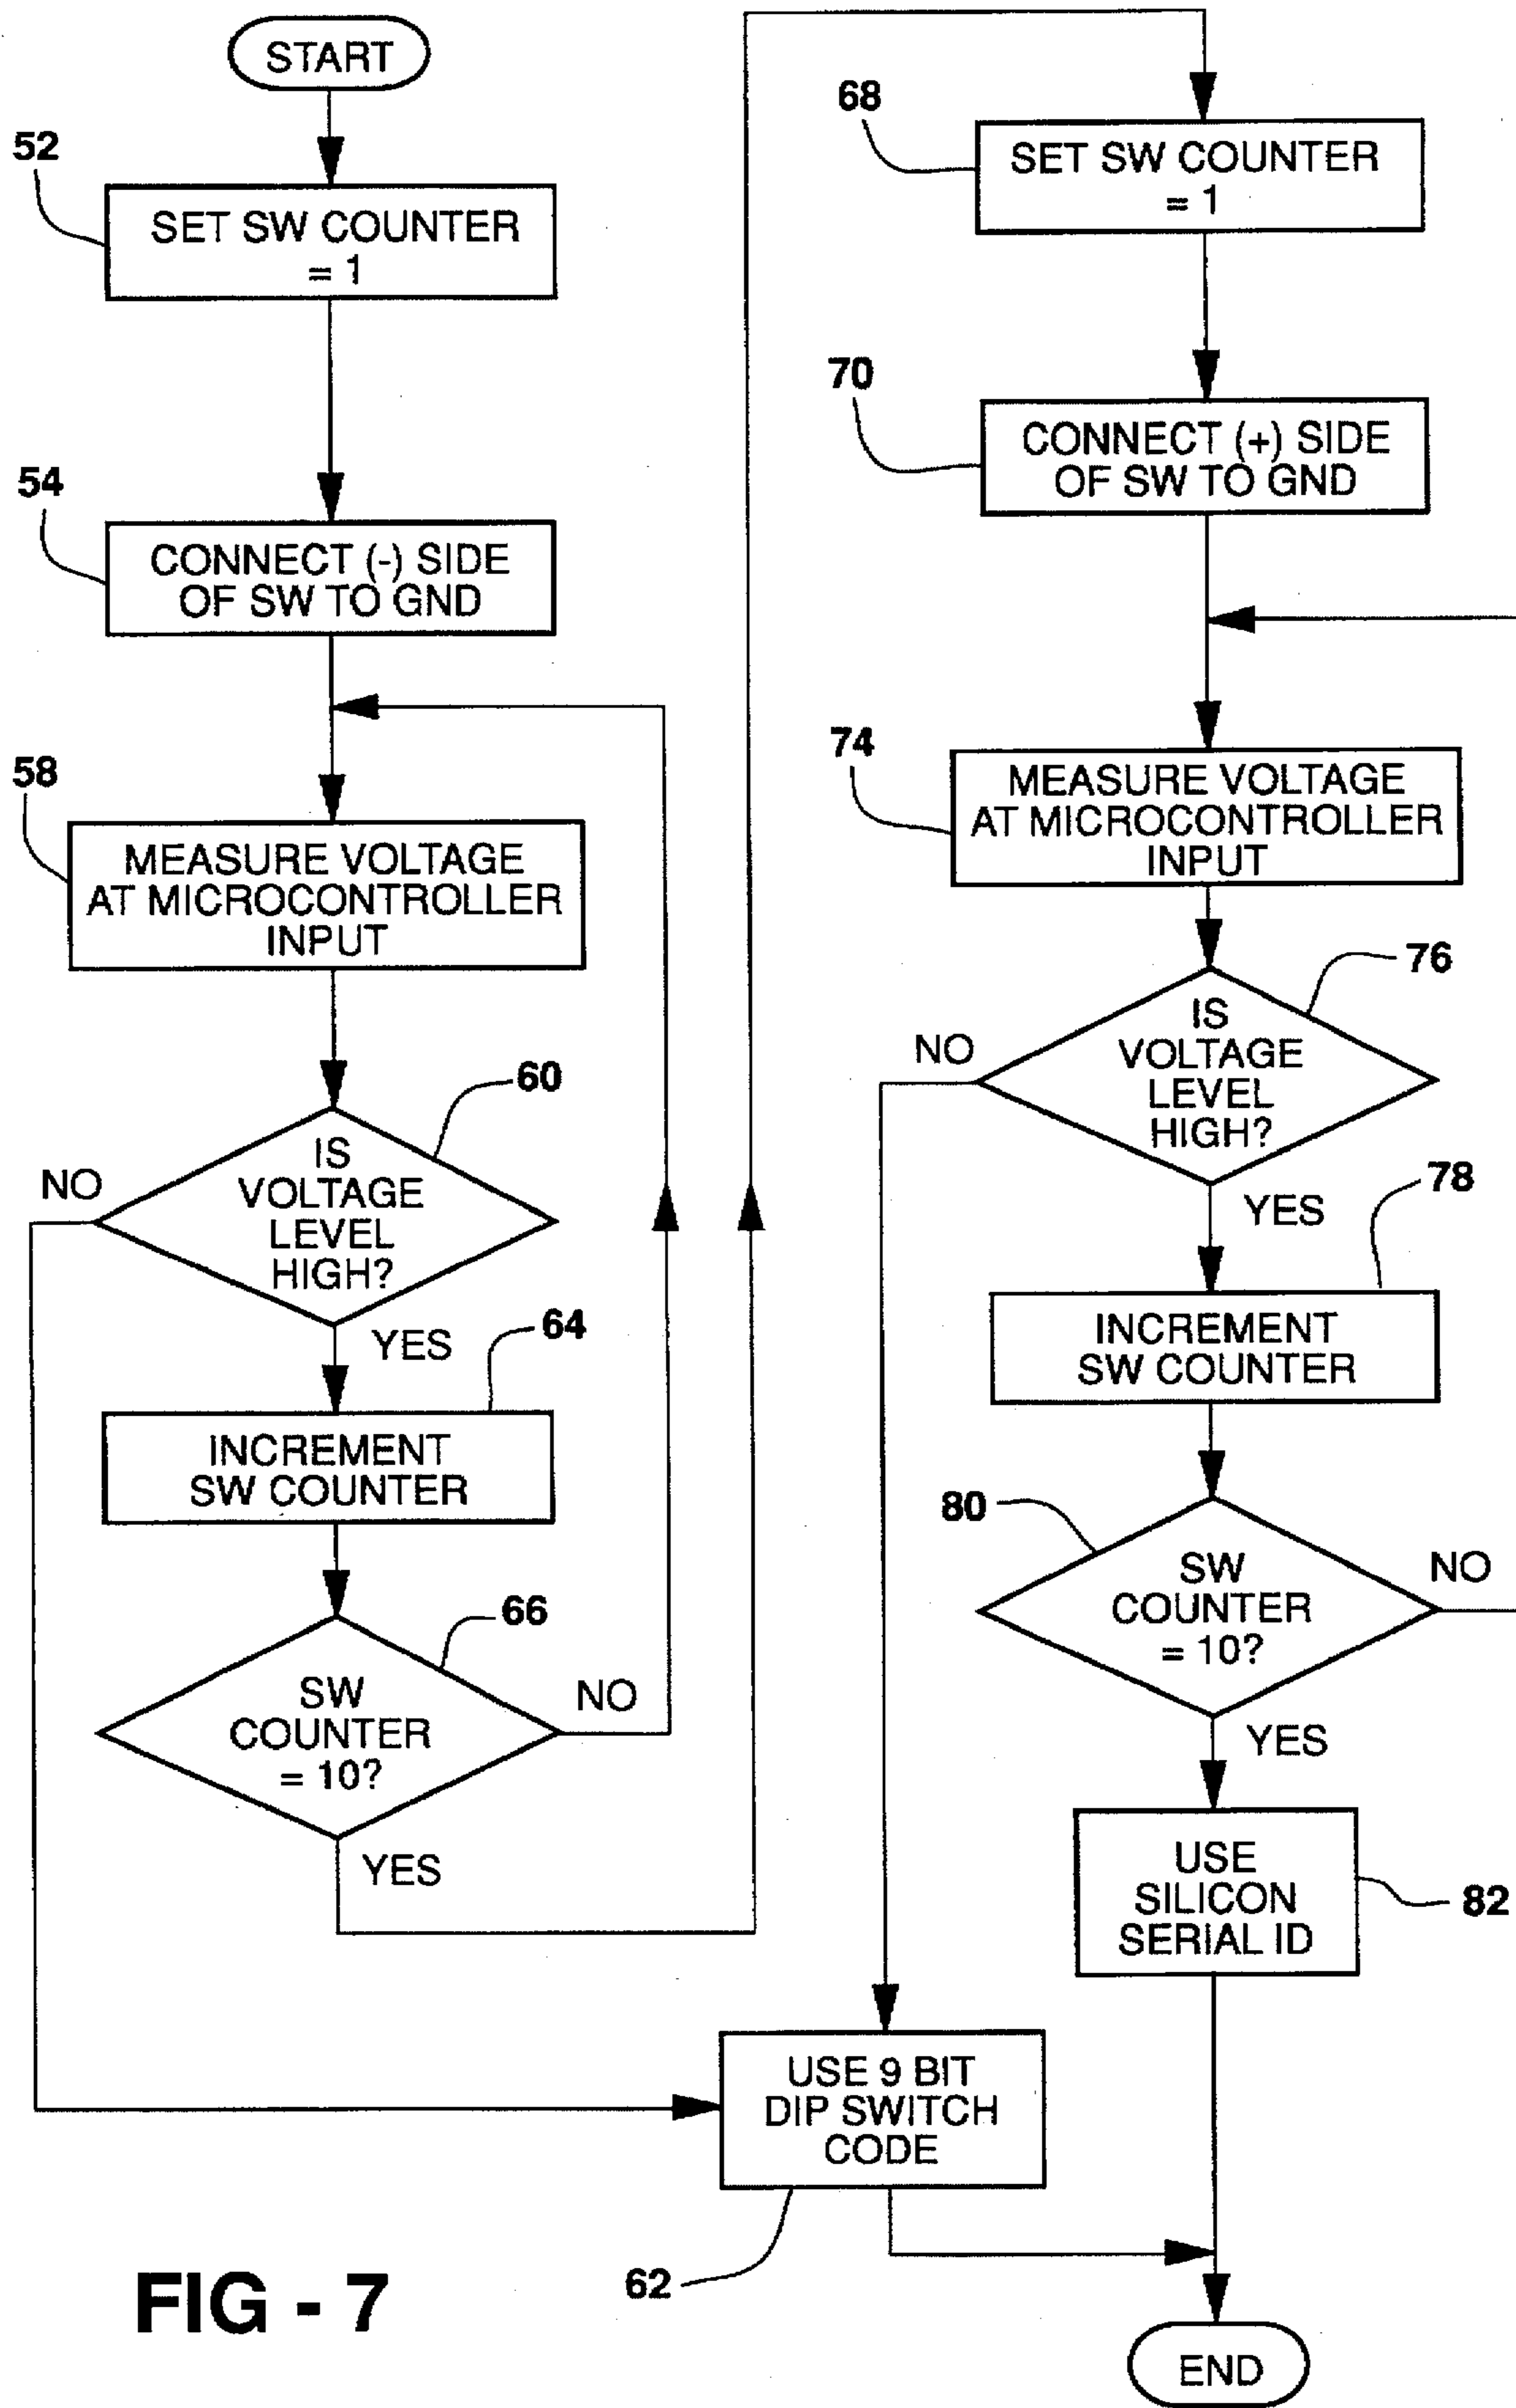 START
52
SET SW COUNTER
= 1
54
CONNECT (-) SIDE
OF SW TO GND
58
MEASURE VOLTAGE
AT MICROCONTROLLER
INPUT
60
IS
VOLTAGE
LEVEL
HIGH?
NO
YES
64
INCREMENT
SW COUNTER
66
SW
COUNTER
= 10?
NO
YES
68
SET SW COUNTER
= 1
70
CONNECT (+) SIDE
OF SW TO GND
74
MEASURE VOLTAGE
AT MICROCONTROLLER
INPUT
76
IS
VOLTAGE
LEVEL
HIGH?
NO
YES
78
INCREMENT
SW COUNTER
80
SW
COUNTER
= 10?
NO
YES
USE
SILICON
SERIAL ID
82
USE 9 BIT
DIP SWITCH
CODE
62
END
FIG - 7